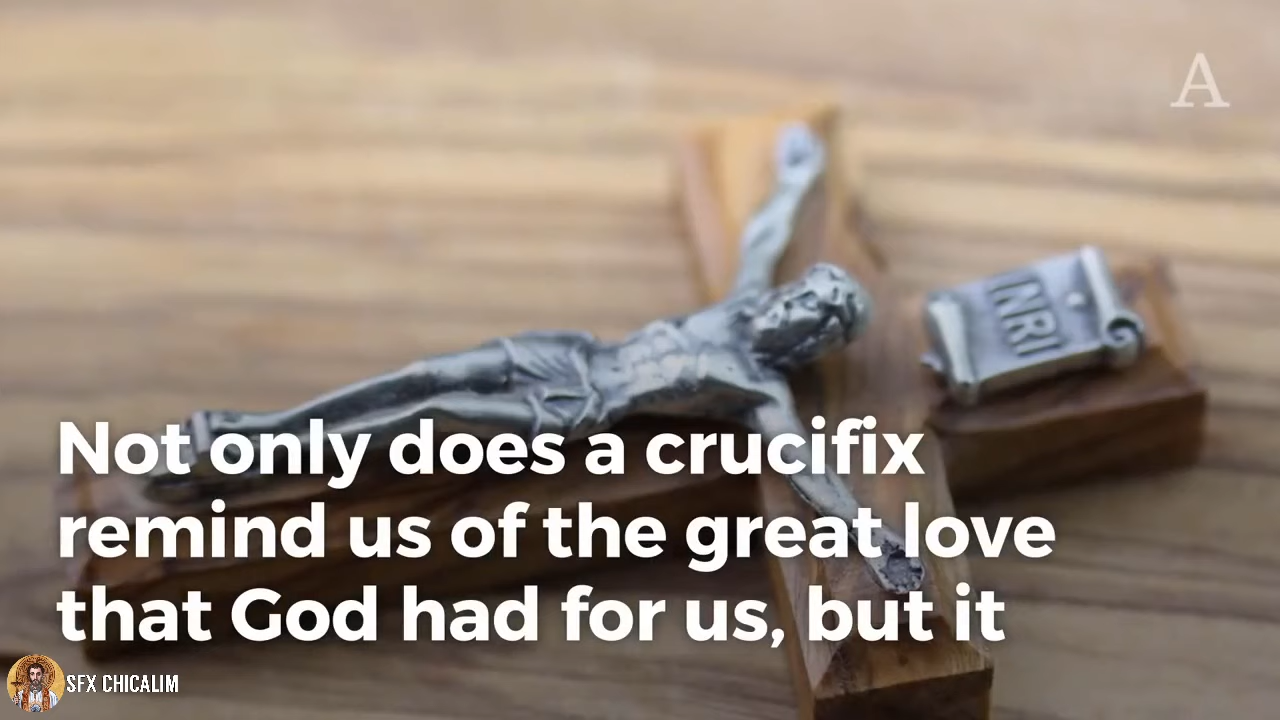 A
INRI
Not only does a crucifix
remind us of the great love
that God had for us, but it
SFX CHICALIM